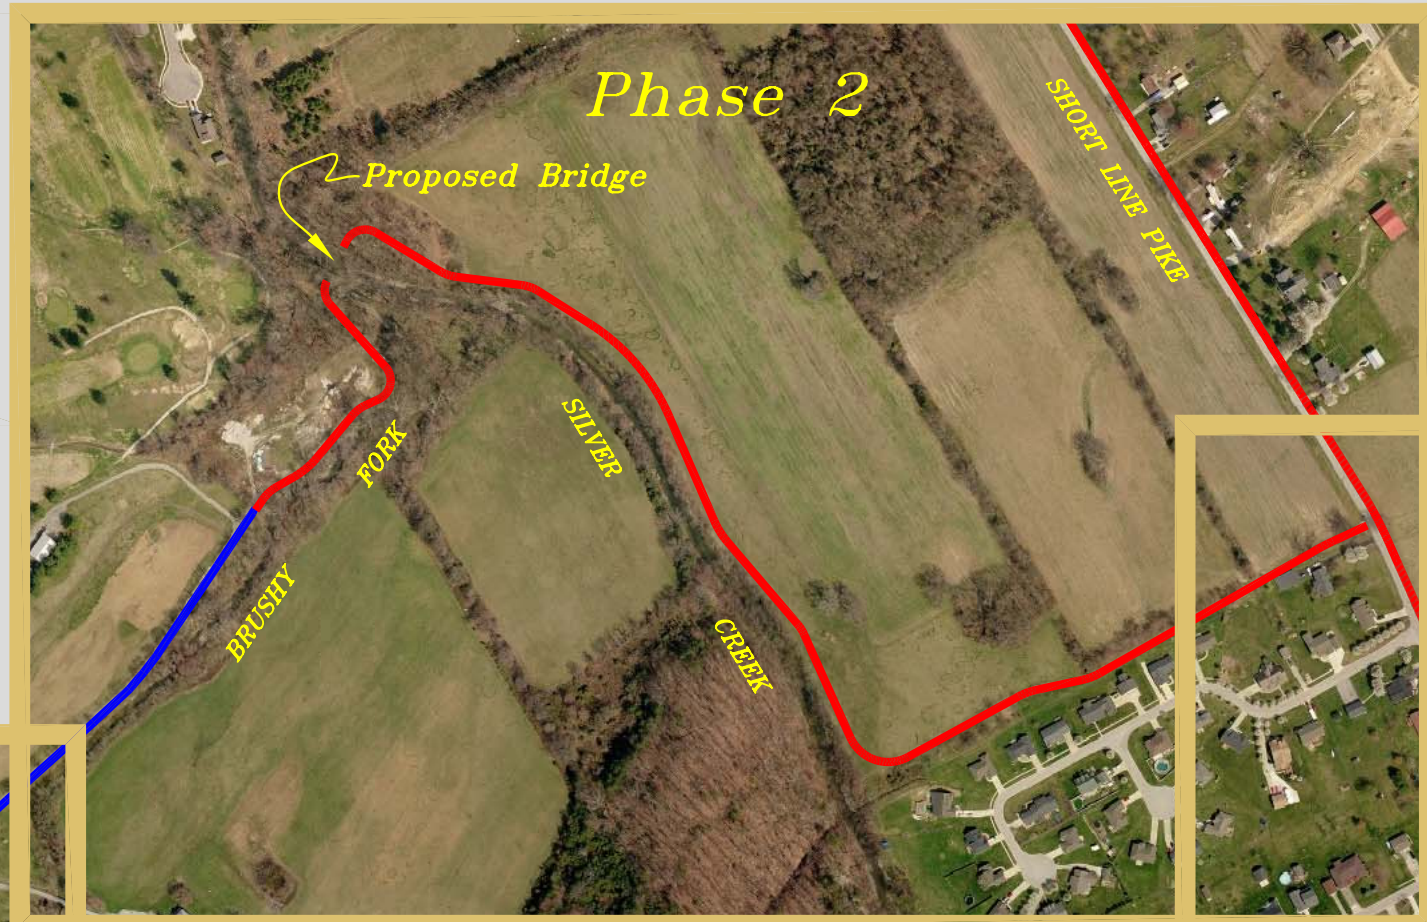 Phase 2
Proposed Bridge
SHORT LINE PIKE
SILVER
CREEK
BRUSHY
FORK